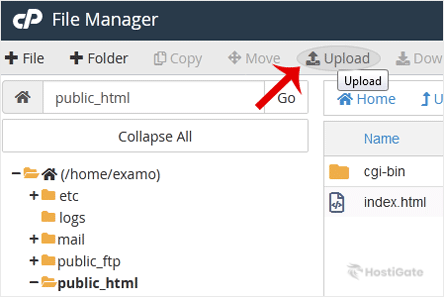 cP File Manager
+ File + Folder Copy Move Upload Dow
Upload
public_html Go
Home U
Collapse All
Name
(/home/examo)
cgi-bin
+ etc
index.html
logs
+ mail
+ public_ftp
public_html
HostiGate